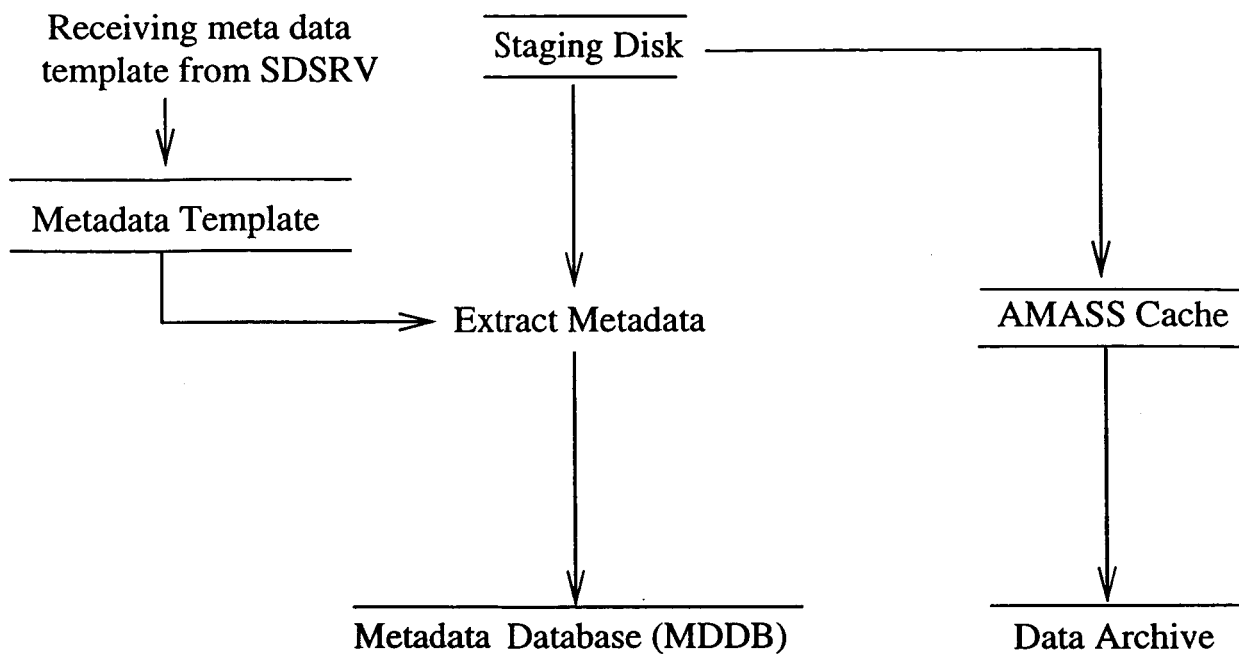 Receiving meta data
template from SDSRV
Staging Disk
Metadata Template
Extract Metadata
AMASS Cache
Metadata Database (MDDB)
Data Archive